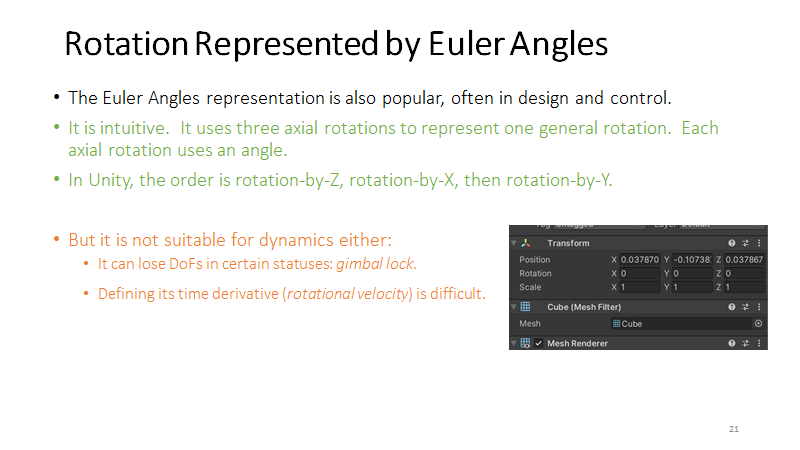 Rotation Represented by Euler Angles
• The Euler Angles representation is also popular, often in design and control.
• It is intuitive. It uses three axial rotations to represent one general rotation. Each
axial rotation uses an angle.
• In Unity, the order is rotation-by-Z, rotation-by-X, then rotation-by-Y.
• But it is not suitable for dynamics either:
• It can lose DoFs in certain statuses: gimbal lock.
• Defining its time derivative (rotational velocity) is difficult.
Transform
Position X 0.037870 Y -0.10738 Z 0.037867
Rotation X 0 Y 0 Z 0
Scale X 1 Y 1 Z 1
Cube (Mesh Filter)
Mesh Cube
Mesh Renderer
21